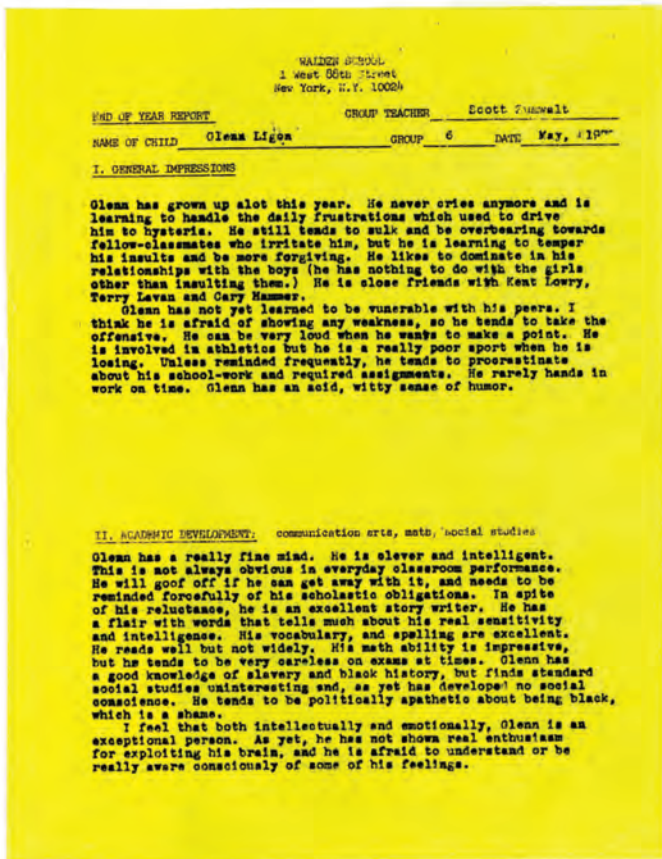 WALDEN SCHOOL
1 West 88th Street
New York, N.Y. 10024
END OF YEAR REPORT GROUP TEACHER Scott
NAME OF CHILD Glenn Ligon GROUP 6 DATE May,
I. GENERAL IMPRESSIONS
Glenn has grown up alot this year. He never cries anymore and is
learning to handle the daily frustrations which used to drive
him to hysteria. He still tends to sulk and be overbearing towards
fellow-classmates who irritate him, but he is learning to temper
his insults and be more forgiving. He likes to dominate in his
relationships with the boys (he has nothing to do with the girls
other than insulting them.) He is close friends with Kent Lowry,
Terry Lavan and Cary Hammer.
Glenn has not yet learned to be vunerable with his peers. I
think he is afraid of showing any weakness, so he tends to take the
offensive. He can be very loud when he wants to make a point. He
is involved in athletics but he is a really poor sport when he is
losing. Unless reminded frequently, he tends to procrastinate
about his school-work and required assignments. He rarely hands in
work on time. Glenn has an acid, witty sense of humor.
II. ACADEMIC DEVELOPMENT: communication arts, math, social studies
Glenn has a really fine mind. He is clever and intelligent.
This is not always obvious in everyday classroom performance.
He will goof off if he can get away with it, and needs to be
reminded forcefully of his scholastic obligations. In spite
of his reluctance, he is an excellent story writer. He has
a flair with words that tells much about his real sensitivity
and intelligence. His vocabulary, and spelling are excellent.
He reads well but not widely. His math ability is impressive,
but he tends to be very careless on exams at times. Glenn has
a good knowledge of slavery and black history, but finds standard
social studies uninteresting and, as yet has developed no social
conscience. He tends to be politically apathetic about being black,
which is a shame.
I feel that both intellectually and emotionally, Glenn is an
exceptional person. As yet, he has not shown real enthusiasm
for exploiting his brain, and he is afraid to understand or be
really aware consciously of some of his feelings.